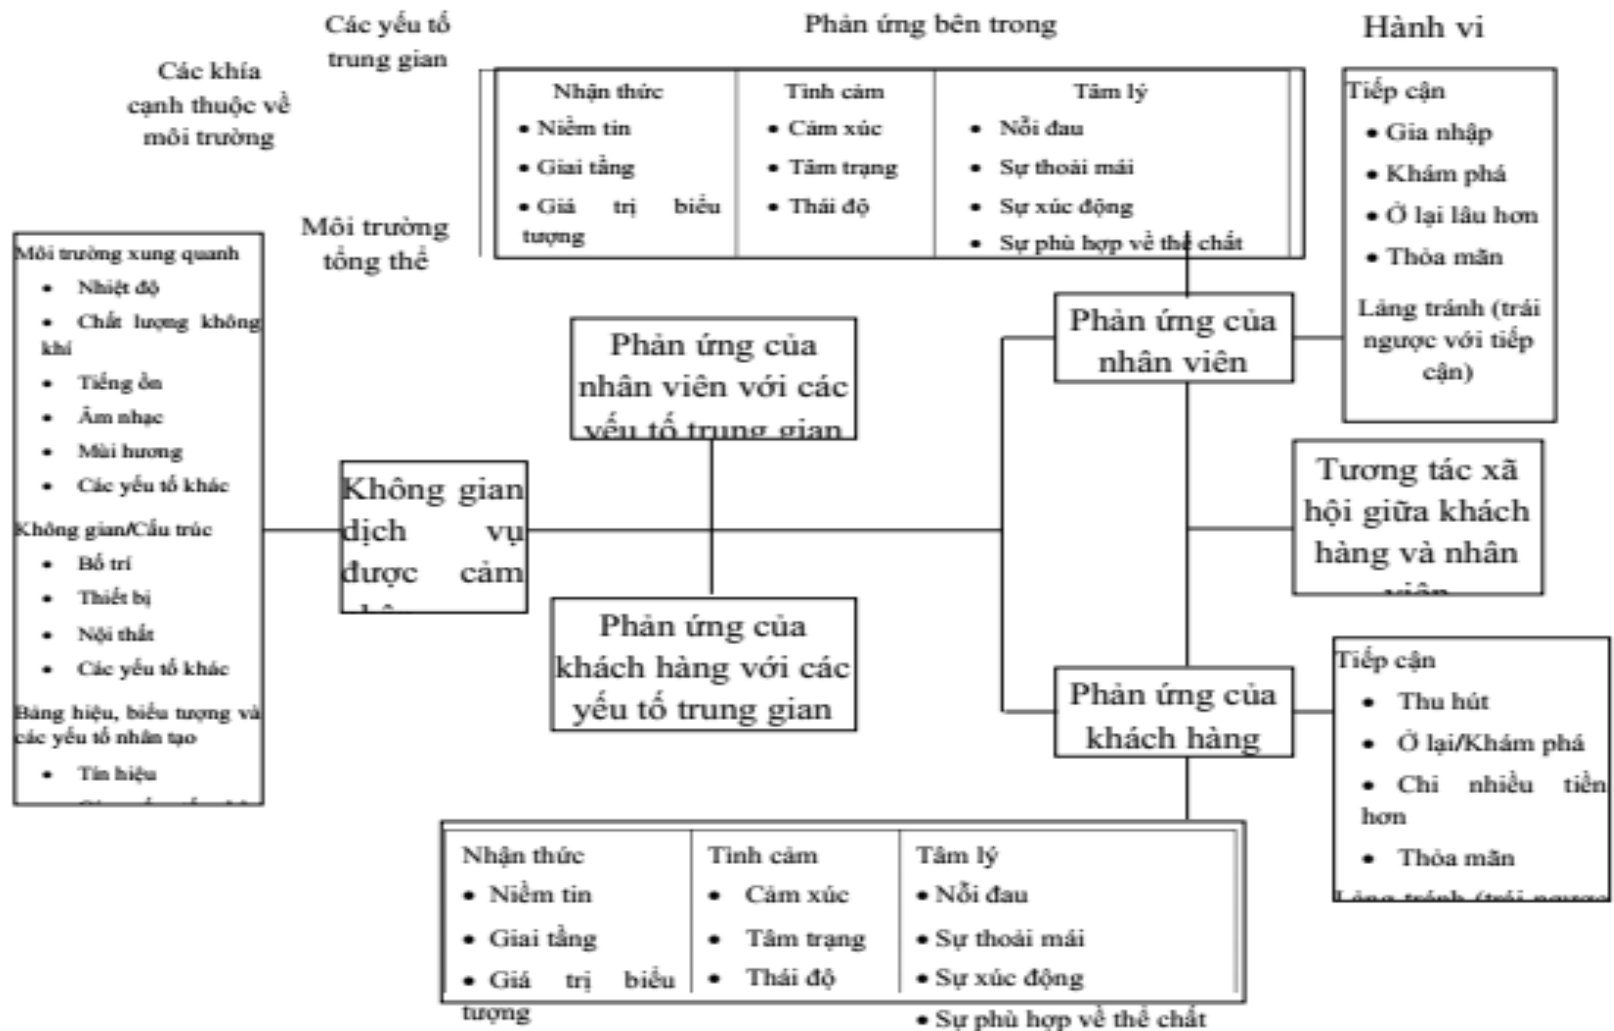 Các yếu tố
trung gian
Phản ứng bên trong
Hành vi
Các khía
cạnh thuộc về
môi trường
Môi trường
tổng thể
Nhận thức
• Niềm tin
• Giai tầng
• Giá trị biểu
tượng
Tình cảm
• Cảm xúc
• Tâm trạng
• Thái độ
Tâm lý
• Nỗi đau
• Sự thoải mái
• Sự xúc động
• Sự phù hợp về thể chất
Tiếp cận
• Gia nhập
• Khám phá
• Ở lại lâu hơn
• Thỏa mãn
Lảng tránh (trái
ngược với tiếp
cận)
Môi trường xung quanh
• Nhiệt độ
• Chất lượng không
khí
• Tiếng ồn
• Âm nhạc
• Mùi hương
• Các yếu tố khác
Không gian/Cấu trúc
• Bố trí
• Thiết bị
• Nội thất
• Các yếu tố khác
Bảng hiệu, biểu tượng và
các yếu tố nhân tạo
• Tín hiệu
Không gian
dịch vụ
được cảm
Phản ứng của
nhân viên với các
yếu tố trung gian
Phản ứng của
khách hàng với các
yếu tố trung gian
Phản ứng của
nhân viên
Tương tác xã
hội giữa khách
hàng và nhân
viên
Phản ứng của
khách hàng
Tiếp cận
• Thu hút
• Ở lại/Khám phá
• Chi nhiều tiền
hơn
• Thỏa mãn
Lảng tránh (trái ngược
Nhận thức
• Niềm tin
• Giai tầng
• Giá trị biểu
tượng
Tình cảm
• Cảm xúc
• Tâm trạng
• Thái độ
Tâm lý
• Nỗi đau
• Sự thoải mái
• Sự xúc động
• Sự phù hợp về thể chất